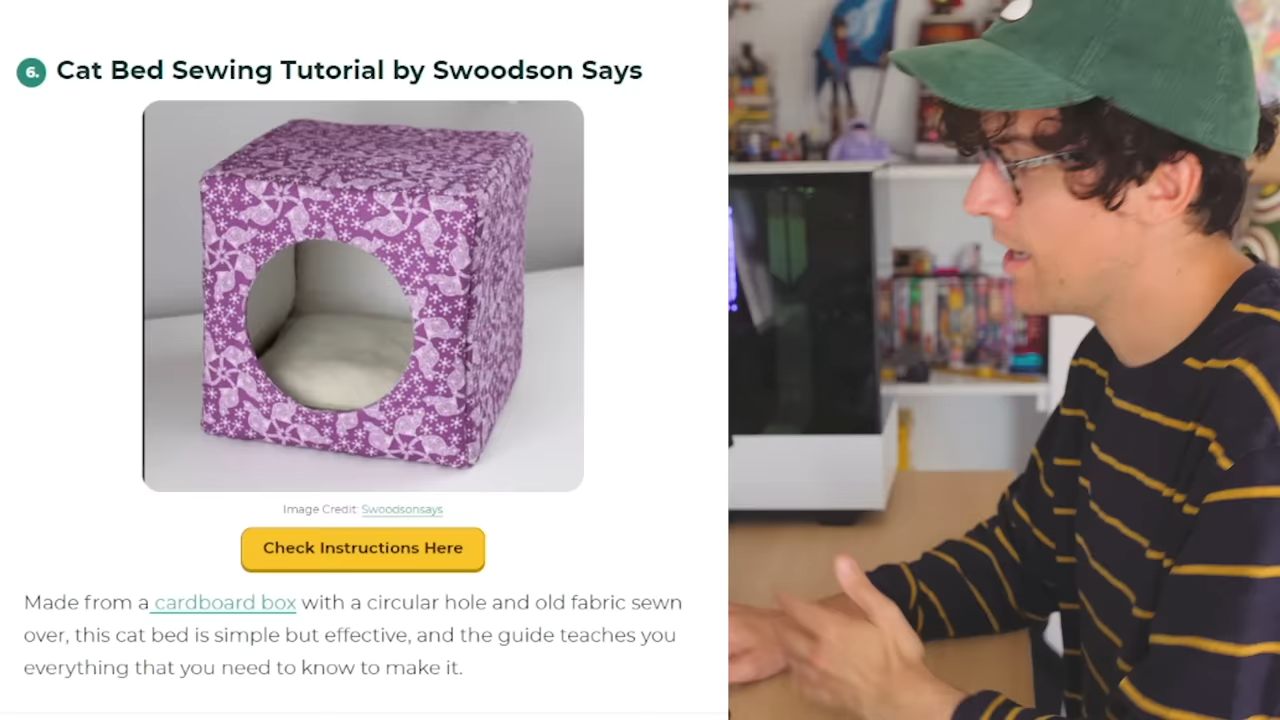 6. Cat Bed Sewing Tutorial by Swoodson Says
Image Credit: Swoodsonsays
Check Instructions Here
Made from a cardboard box with a circular hole and old fabric sewn
over, this cat bed is simple but effective, and the guide teaches you
everything that you need to know to make it.